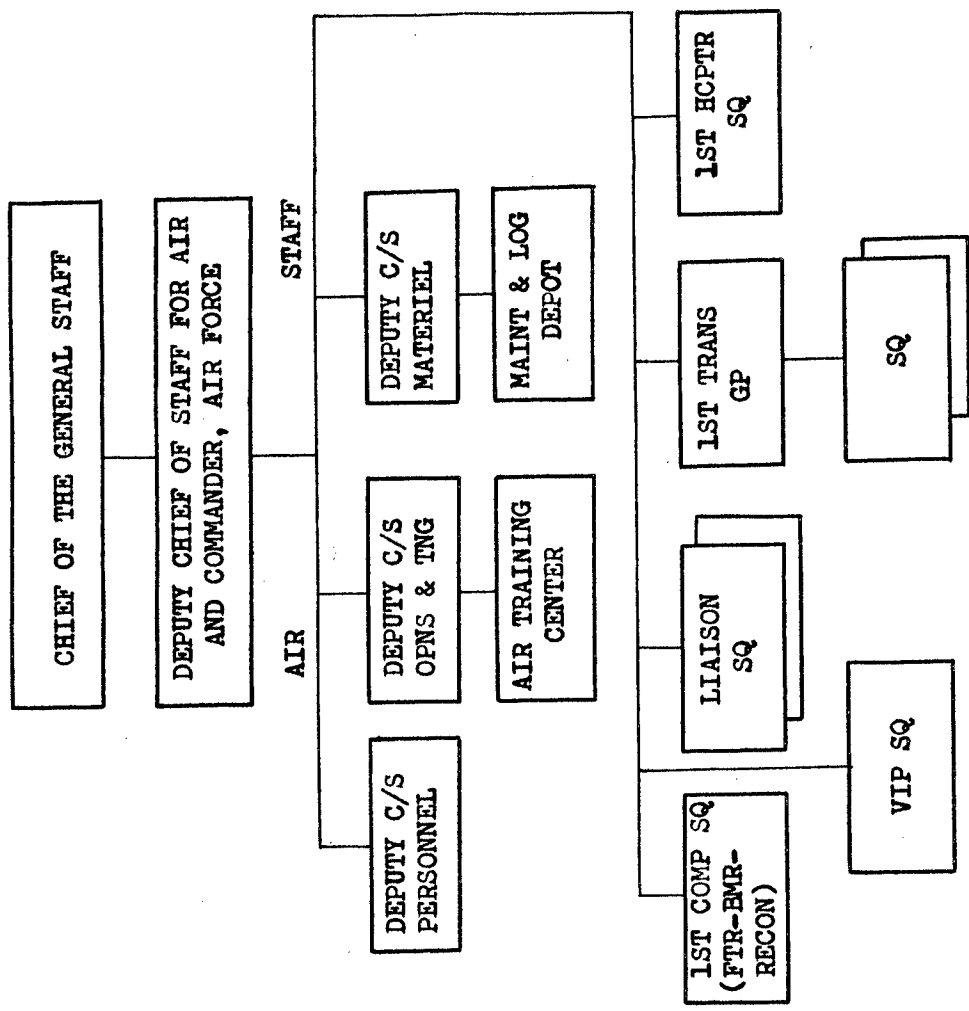 CHIEF OF THE GENERAL STAFF
DEPUTY CHIEF OF STAFF FOR AIR
AND COMMANDER, AIR FORCE
AIR
STAFF
DEPUTY C/S
PERSONNEL
DEPUTY C/S
OPNS & TNG
DEPUTY C/S
MATERIEL
AIR TRAINING
CENTER
MAINT & LOG
DEPOT
1ST COMP SQ
(FTR-BMR-
RECON)
LIAISON
SQ
1ST TRANS
GP
1ST HCPTR
SQ
VIP SQ
SQ